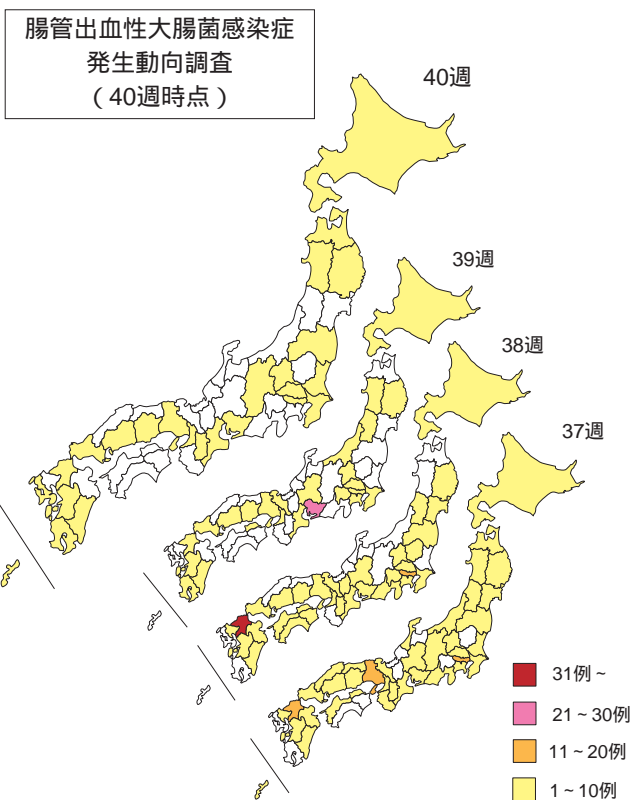 腸管出血性大腸菌感染症
発生動向調査
（40週時点）
40週
39週
38週
37週
31例～
21～30例
11～20例
1～10例